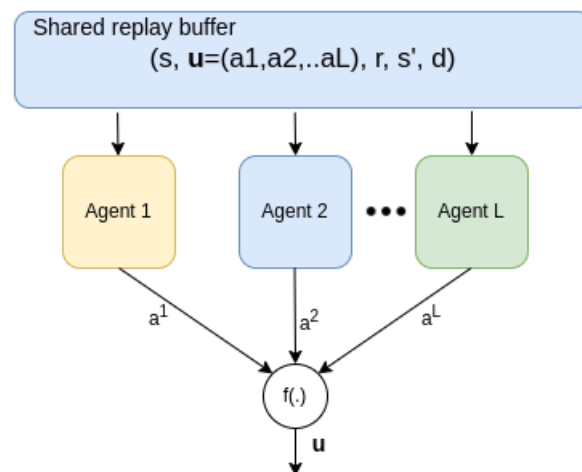 Shared replay buffer
(s, u=(a1,a2,..aL), r, s', d)
Agent 1
Agent 2
•••
Agent L
a¹
a²
aᴸ
f(.)
u